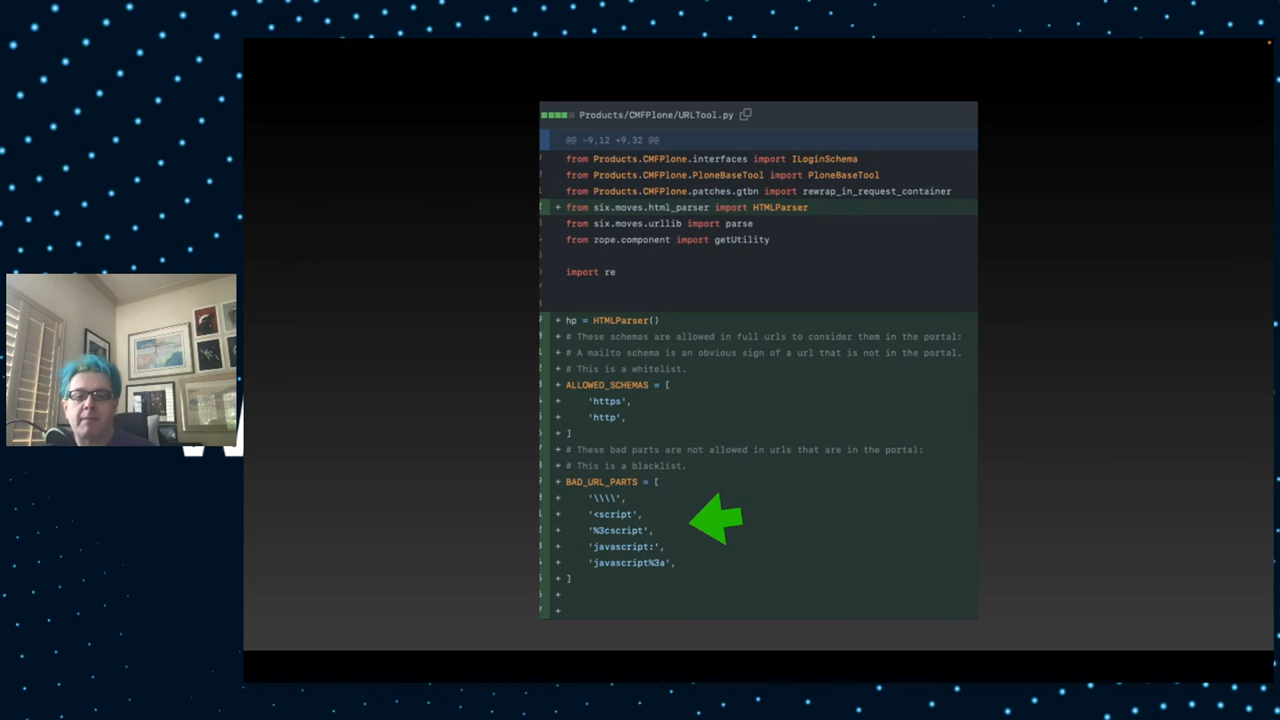 Products/CMFPlone/URLTool.py
@@ -9,12 +9,32 @@
from Products.CMFPlone.interfaces import ILoginSchema
from Products.CMFPlone.PloneBaseTool import PloneBaseTool
from Products.CMFPlone.patches.gtbn import rewrap_in_request_container
+ from six.moves.html_parser import HTMLParser
from six.moves.urllib import parse
from zope.component import getUtility
import re
+ hp = HTMLParser()
+ # These schemas are allowed in full urls to consider them in the portal:
+ # A mailto schema is an obvious sign of a url that is not in the portal.
+ # This is a whitelist.
+ ALLOWED_SCHEMAS = [
+ 'https',
+ 'http',
+ ]
+ # These bad parts are not allowed in urls that are in the portal:
+ # This is a blacklist.
+ BAD_URL_PARTS = [
+ '\\\\',
+ '<script',
+ '%3cscript',
+ 'javascript:',
+ 'javascript%3a',
+ ]
+
+